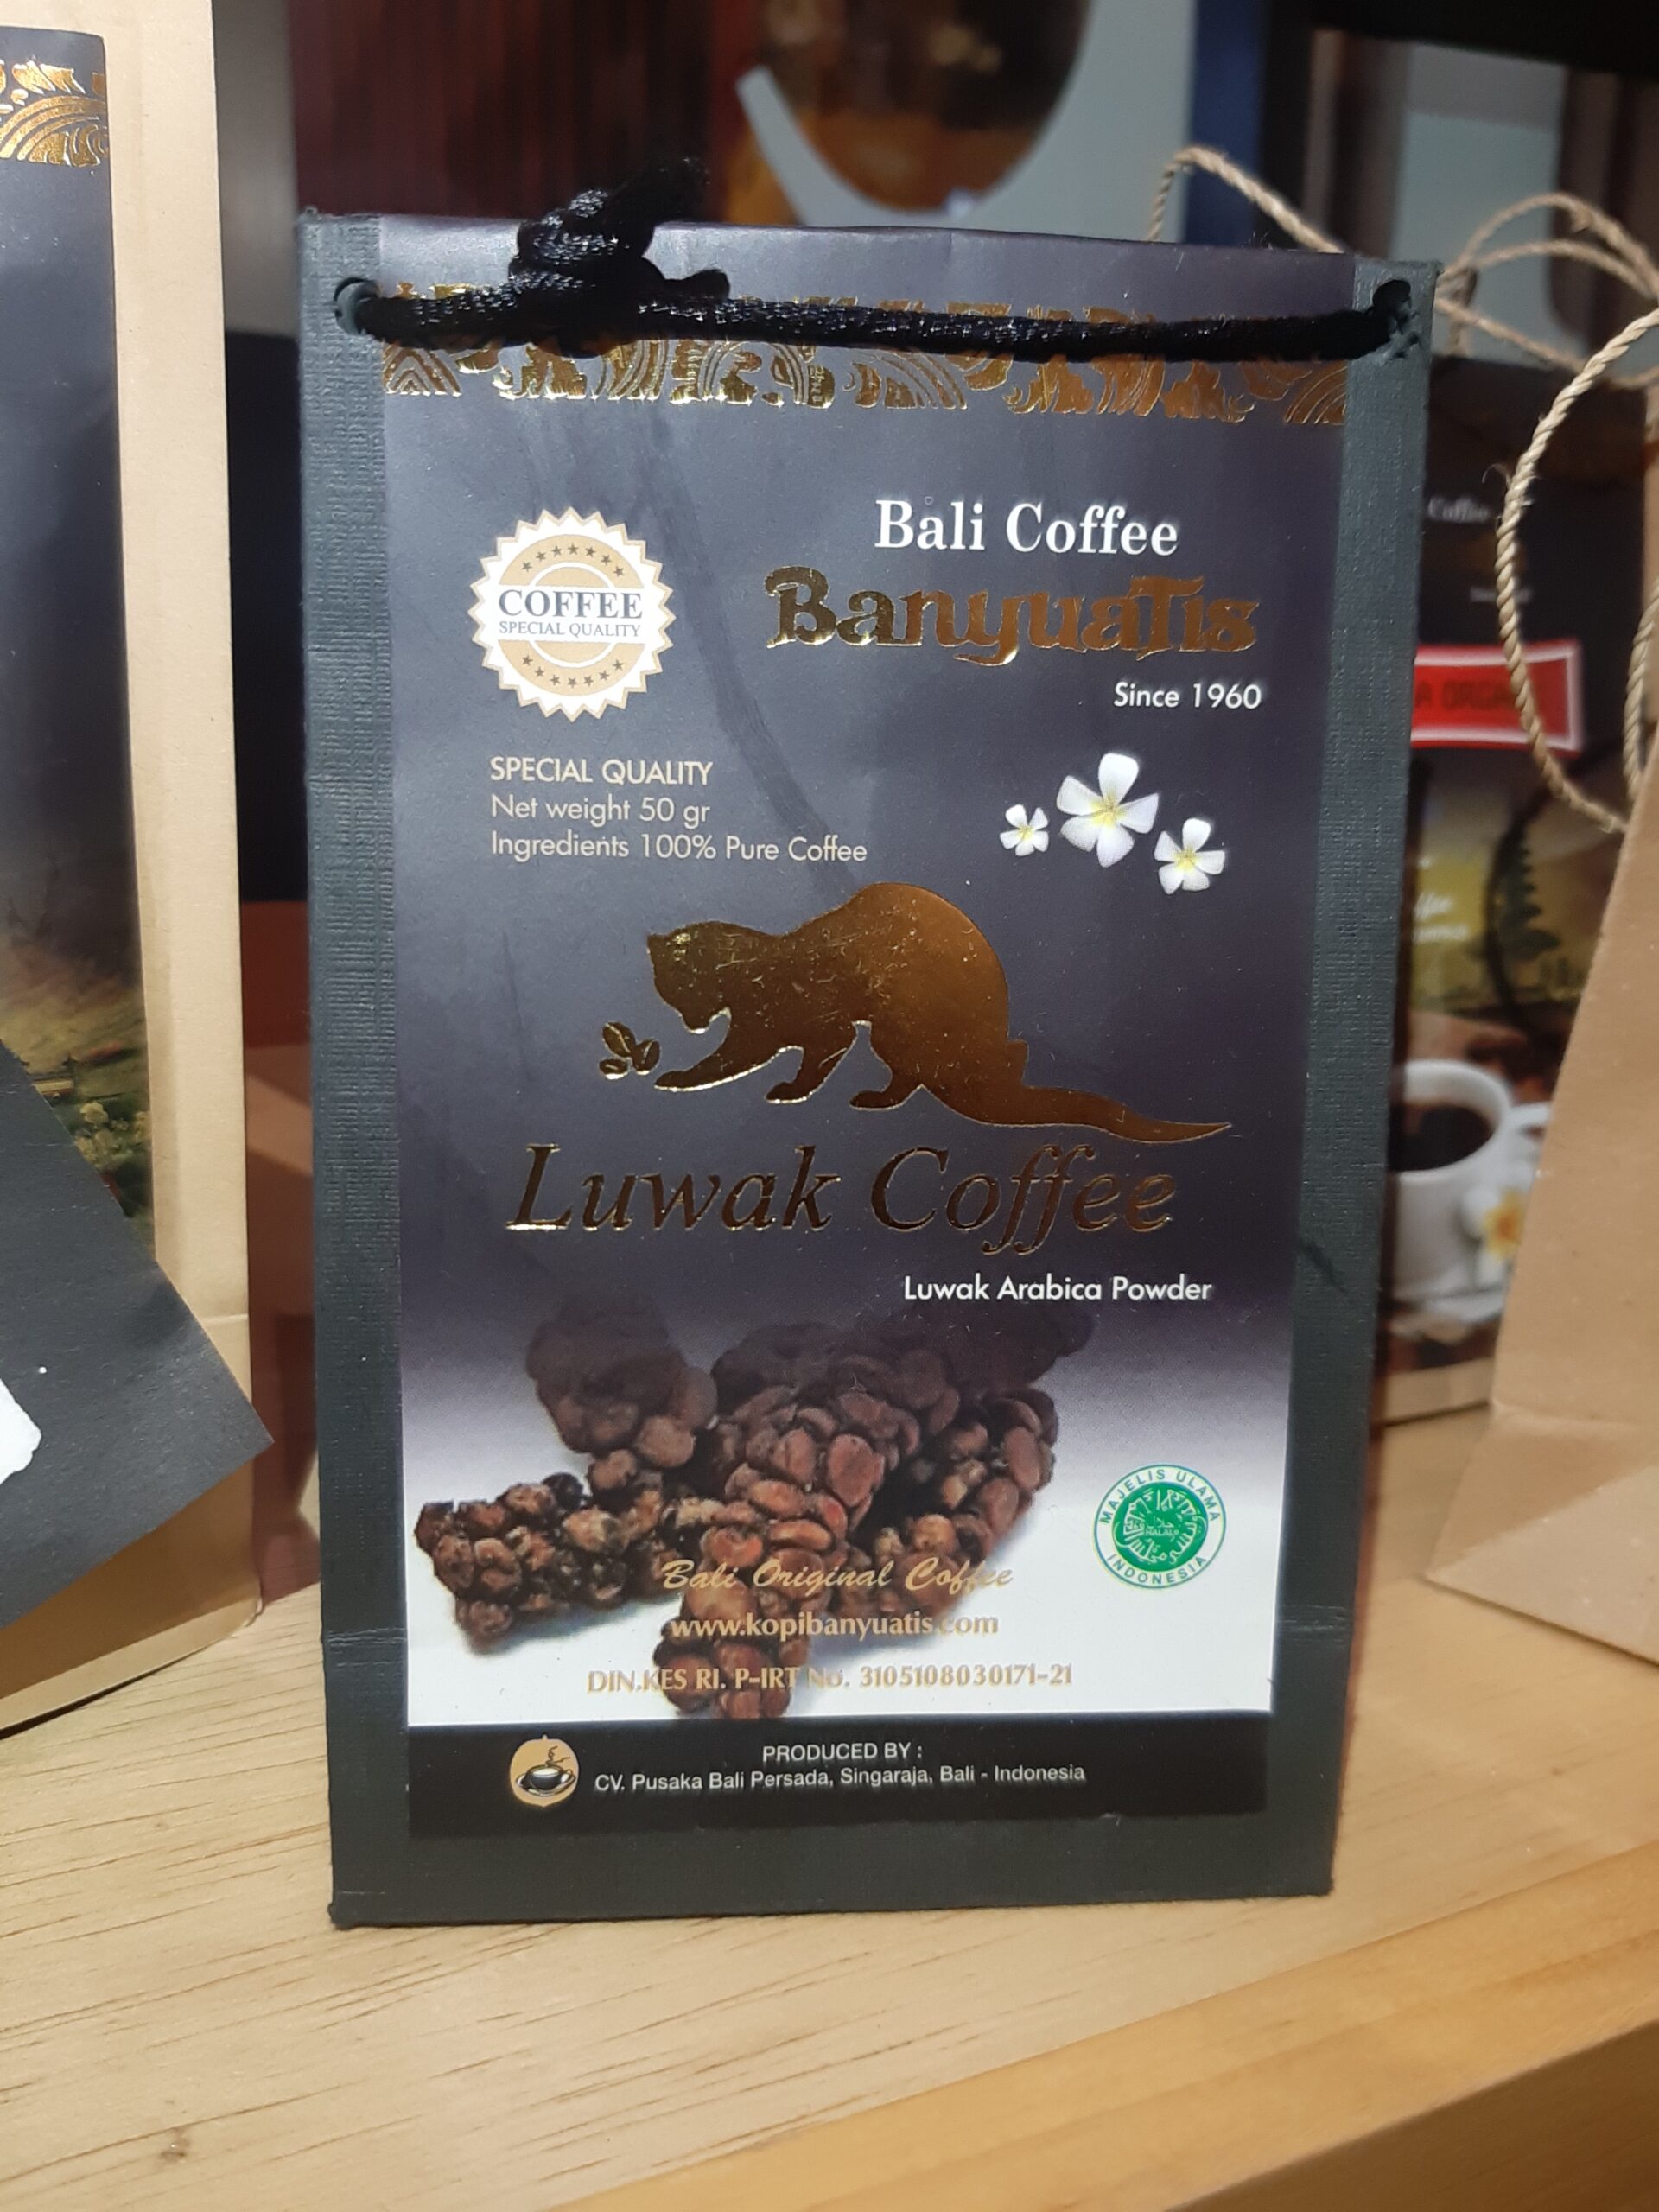 Bali Coffee
Banyuatis
Since 1960
COFFEE
SPECIAL QUALITY
SPECIAL QUALITY
Net weight 50 gr
Ingredients 100% Pure Coffee
Luwak Coffee
Luwak Arabica Powder
MAJELIS ULAMA
HALAL
INDONESIA
Bali Original Coffee
www.kopibanyuatis.com
DIN.KES RI. P-IRT No. 3105108030171-21
PRODUCED BY :
CV. Pusaka Bali Persada, Singaraja, Bali - Indonesia
Coffee